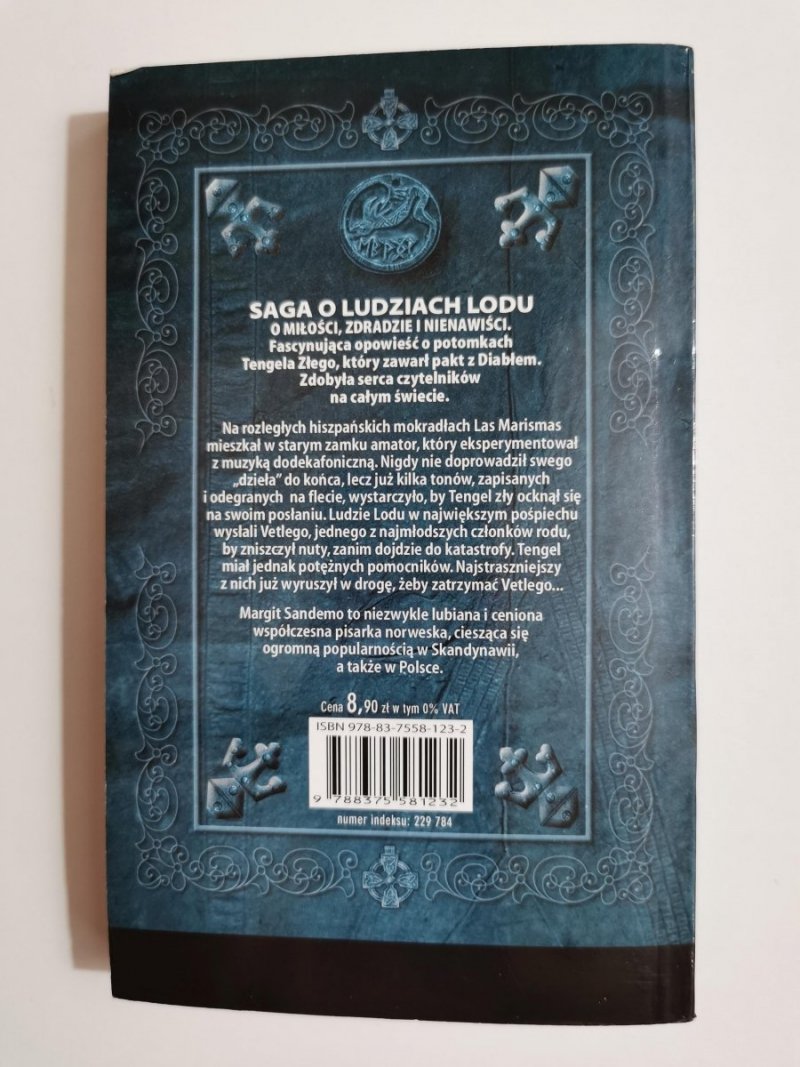 SAGA O LUDZIACH LODU
O MIŁOŚCI, ZDRADZIE I NIENAWIŚCI.
Fascynująca opowieść o potomkach
Tengela Złego, który zawarł pakt z Diabłem.
Zdobyła serca czytelników
na całym świecie.
Na rozległych hiszpańskich mokradłach Las Marismas
mieszkał w starym zamku amator, który eksperymentował
z muzyką dodekafoniczną. Nigdy nie doprowadził swego
„dzieła” do końca, lecz już kilka tonów, zapisanych
i odegranych na flecie, wystarczyło, by Tengel zły ocknął się
na swoim posłaniu. Ludzie Lodu w największym pośpiechu
wysłali Vetlego, jednego z najmłodszych członków rodu,
by zniszczył nuty, zanim dojdzie do katastrofy. Tengel
miał jednak potężnych pomocników. Najstraszniejszy
z nich już wyruszył w drogę, żeby zatrzymać Vetlego...
Margit Sandemo to niezwykle lubiana i ceniona
współczesna pisarka norweska, ciesząca się
ogromną popularnością w Skandynawii,
a także w Polsce.
Cena 8,90 zł w tym 0% VAT
ISBN 978-83-7558-123-2
9 788375 581232
numer indeksu: 229 784